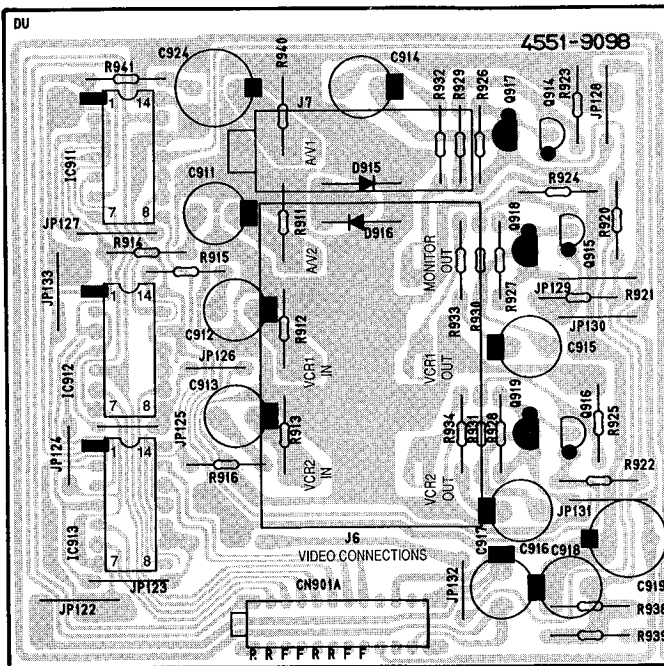 DU
4551-9098
R941
C924
R940
C914
R932
R929
R926
Q917
Q914
R923
JP128
J7
1 14
IC911
A/V1
D915
R924
C911
R911
D916
7 8
JP127
R914
R915
A/V2
MONITOR
OUT
Q918
Q915
R920
JP133
1 14
R933
R930
R927
JP129
R921
JP130
C912
R912
IC912
JP126
VCR1
IN
VCR1
OUT
C915
C913
7 8
JP125
JP124
R913
R934
R931
R928
Q919
Q916
R925
1 14
R916
VCR2
IN
VCR2
OUT
R922
JP131
IC913
J6
VIDEO CONNECTIONS
C917
C916
C918
C919
7 8
JP123
JP122
CN901A
JP132
R938
R939
R R F F R R F F